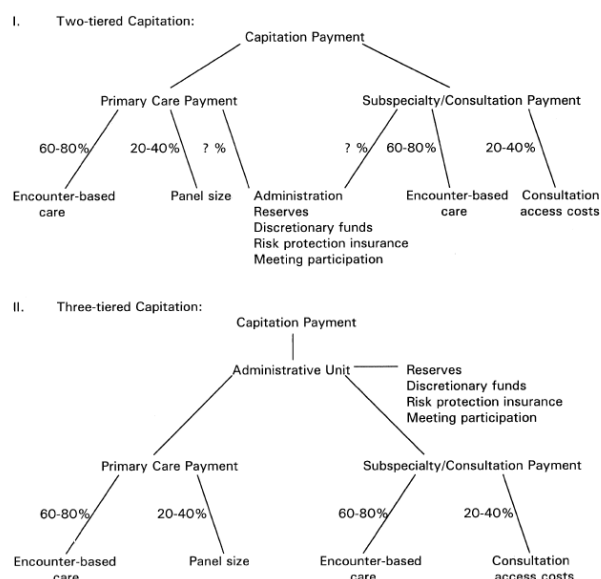 I. Two-tiered Capitation:
Capitation Payment
Primary Care Payment Subspecialty/Consultation Payment
60-80% 20-40% ? % ? % 60-80% 20-40%
Encounter-based Panel size Administration Encounter-based Consultation
care Reserves care access costs
Discretionary funds
Risk protection insurance
Meeting participation
II. Three-tiered Capitation:
Capitation Payment
Administrative Unit Reserves
Discretionary funds
Risk protection insurance
Meeting participation
Primary Care Payment Subspecialty/Consultation Payment
60-80% 20-40% 60-80% 20-40%
Encounter-based Panel size Encounter-based Consultation
care care access costs